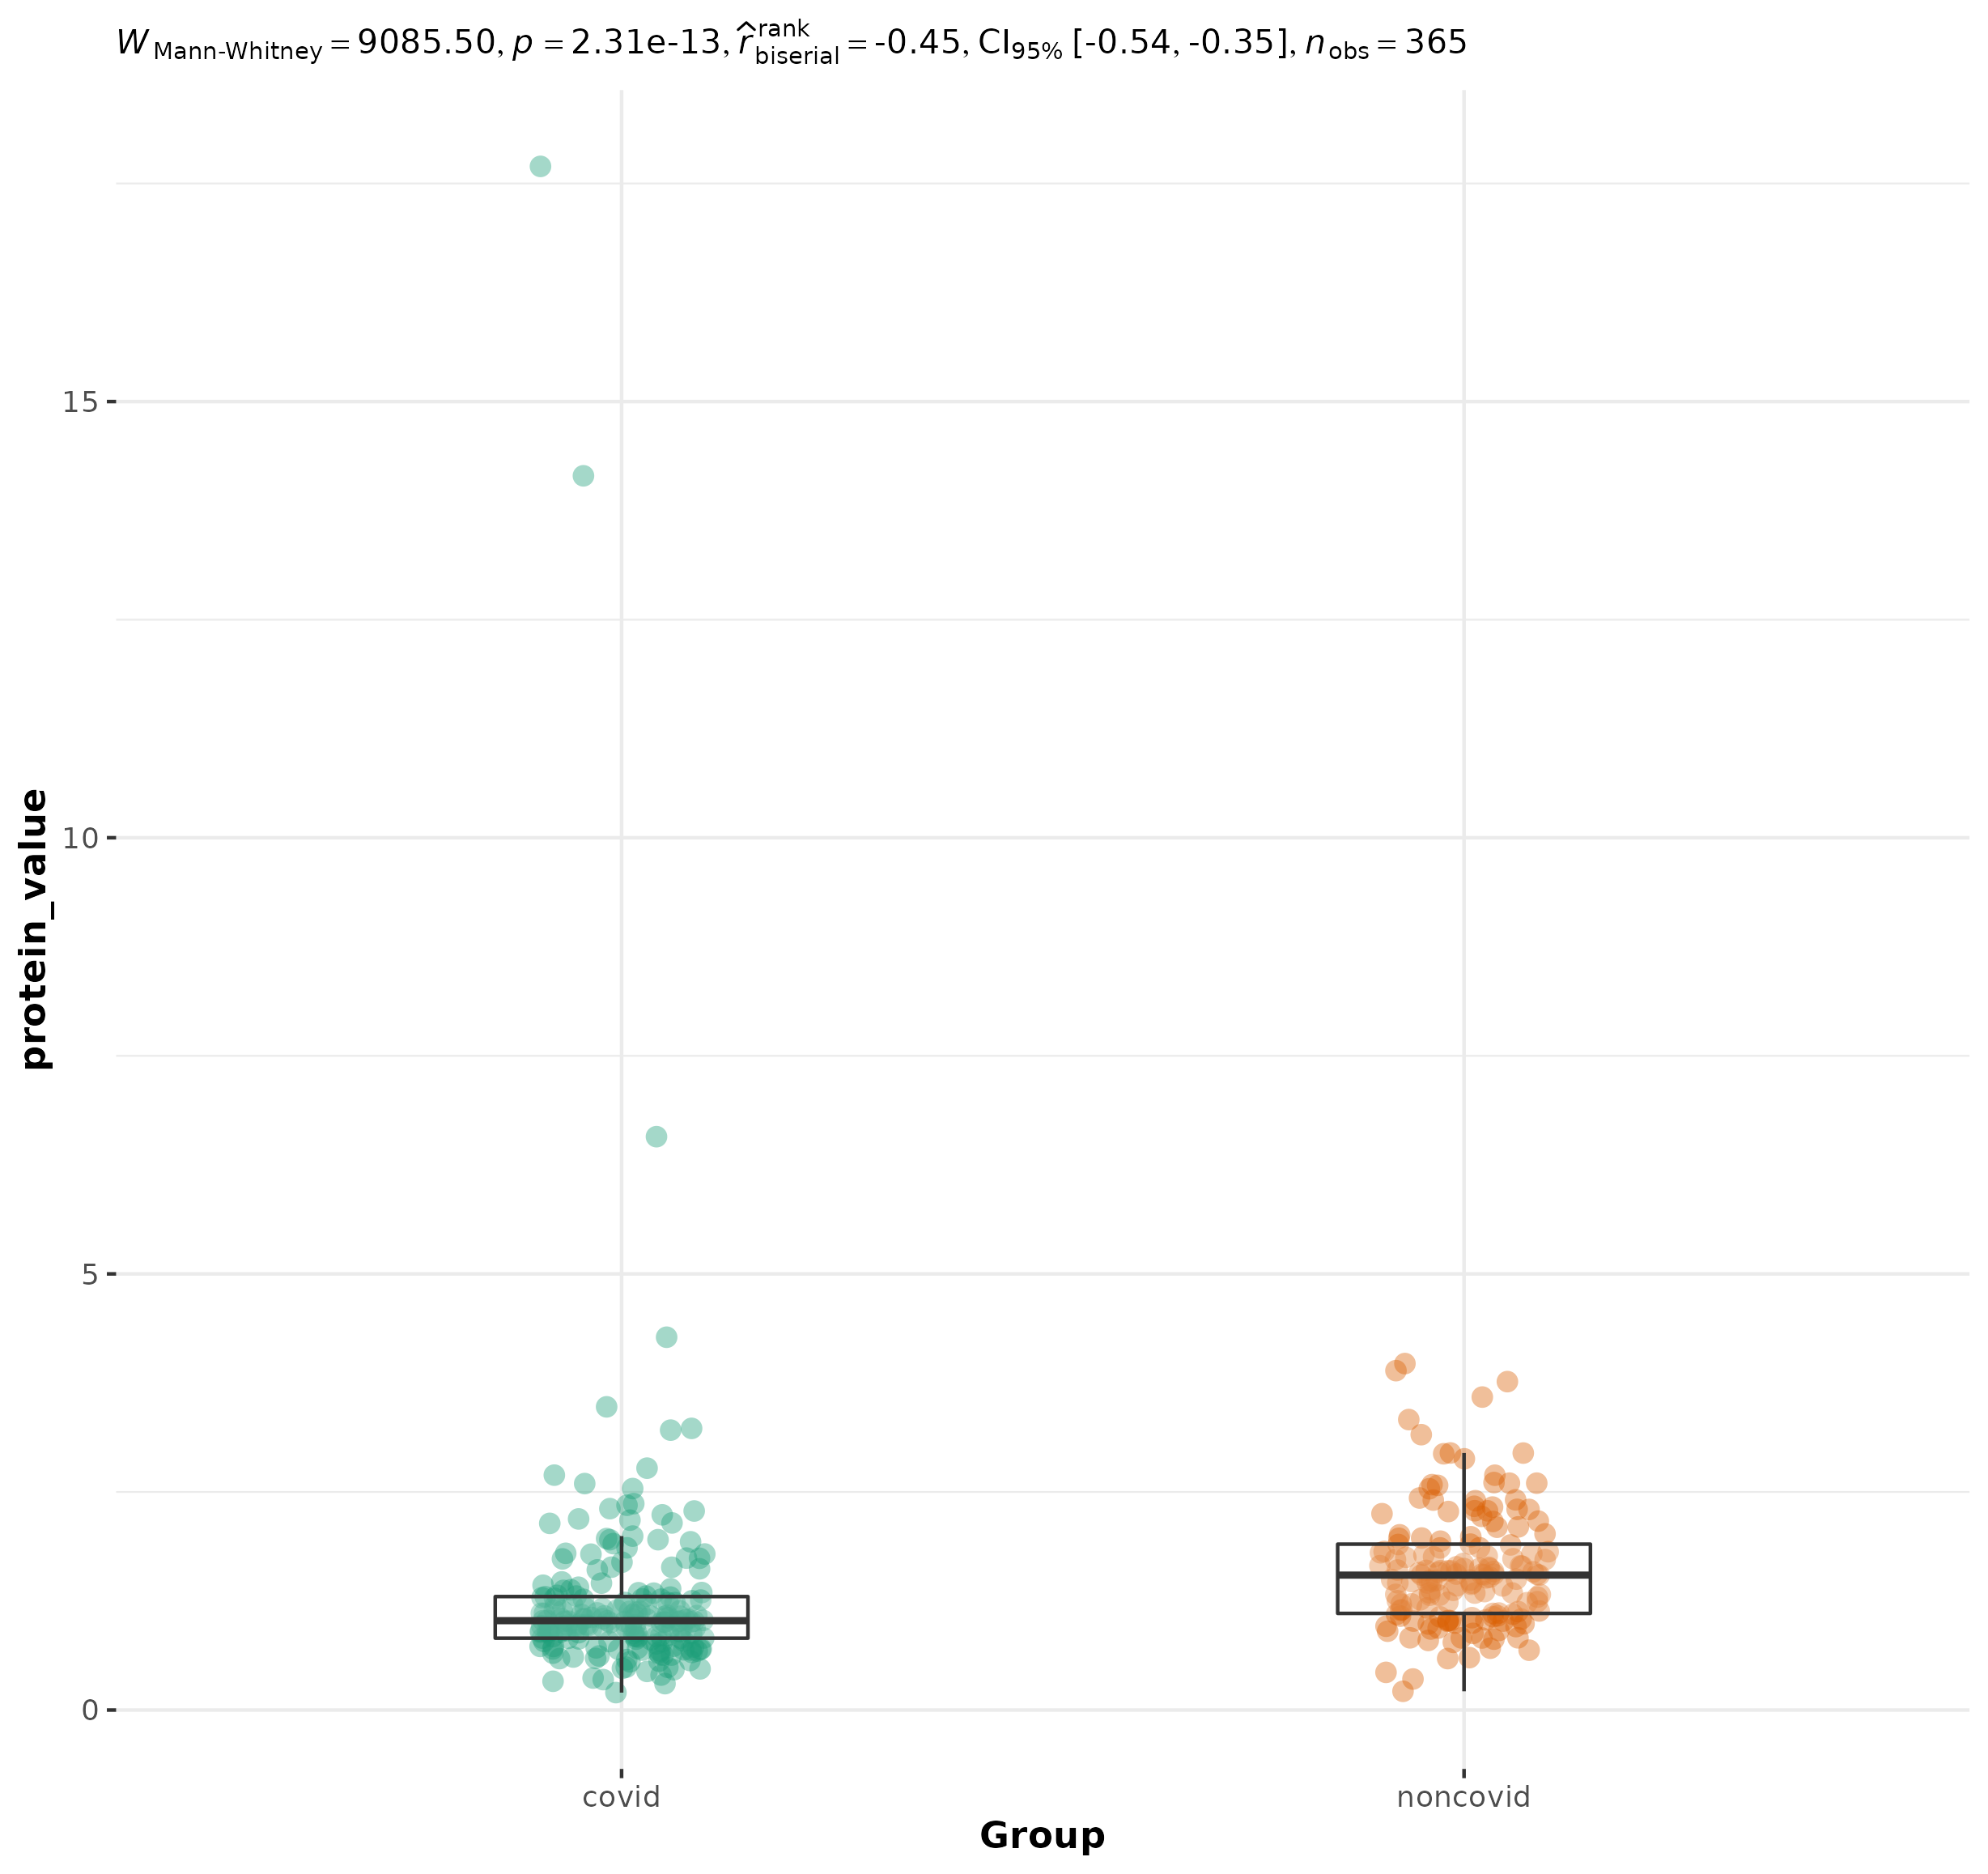 W Mann-Whitney = 9085.50, p = 2.31e-13, r̂ rank biserial = -0.45, CI95% [-0.54, -0.35], nobs = 365
15
10
5
0
protein_value
covid noncovid
Group